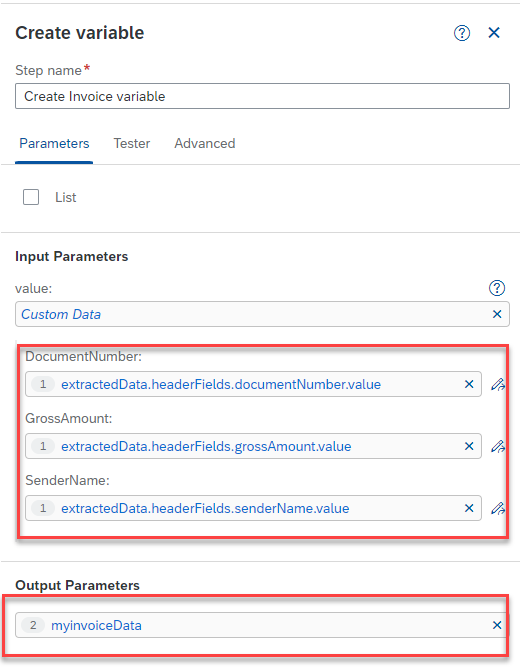 Create variable
Step name*
Create Invoice variable
Parameters Tester Advanced
List
Input Parameters
value:
Custom Data
DocumentNumber:
1 extractedData.headerFields.documentNumber.value
GrossAmount:
1 extractedData.headerFields.grossAmount.value
SenderName:
1 extractedData.headerFields.senderName.value
Output Parameters
2 myinvoiceData